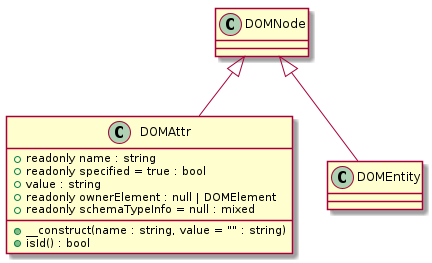 C DOMNode
C DOMAttr
readonly name : string
readonly specified = true : bool
value : string
readonly ownerElement : null | DOMElement
readonly schemaTypeInfo = null : mixed
__construct(name : string, value = "" : string)
isId() : bool
C DOMEntity